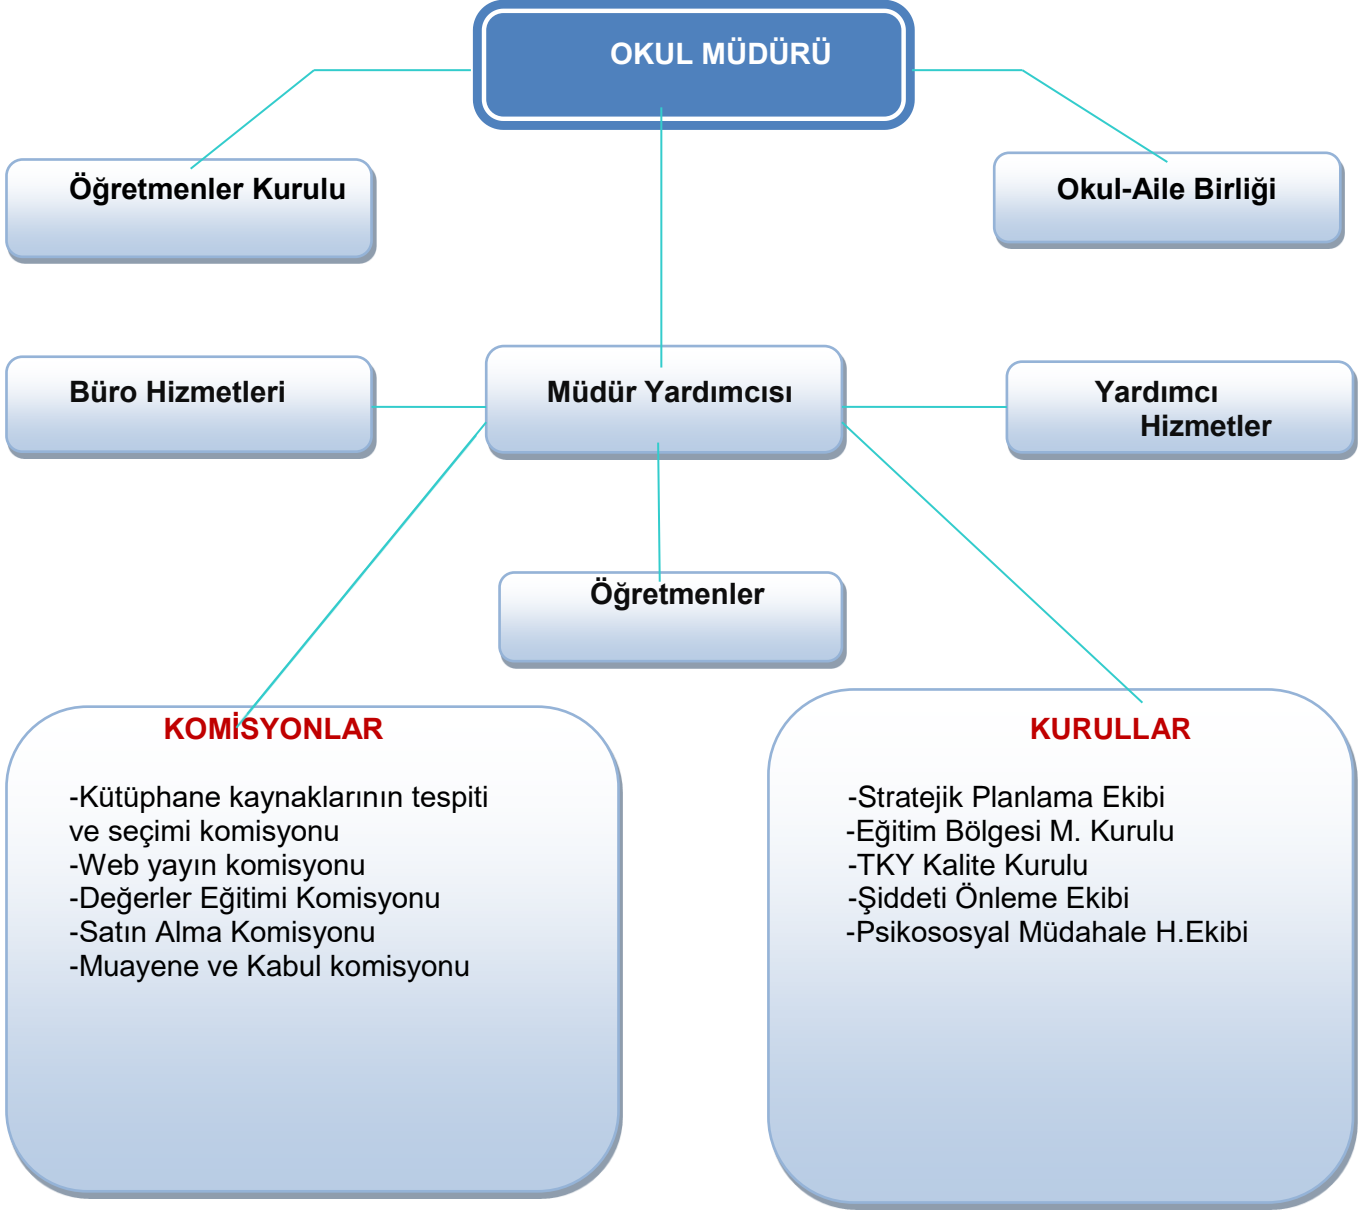 OKUL MÜDÜRÜ
Öğretmenler Kurulu
Okul-Aile Birliği
Büro Hizmetleri
Müdür Yardımcısı
Yardımcı
Hizmetler
Öğretmenler
KOMİSYONLAR
-Kütüphane kaynaklarının tespiti
ve seçimi komisyonu
-Web yayın komisyonu
-Değerler Eğitimi Komisyonu
-Satın Alma Komisyonu
-Muayene ve Kabul komisyonu
KURULLAR
-Stratejik Planlama Ekibi
-Eğitim Bölgesi M. Kurulu
-TKY Kalite Kurulu
-Şiddeti Önleme Ekibi
-Psikososyal Müdahale H.Ekibi